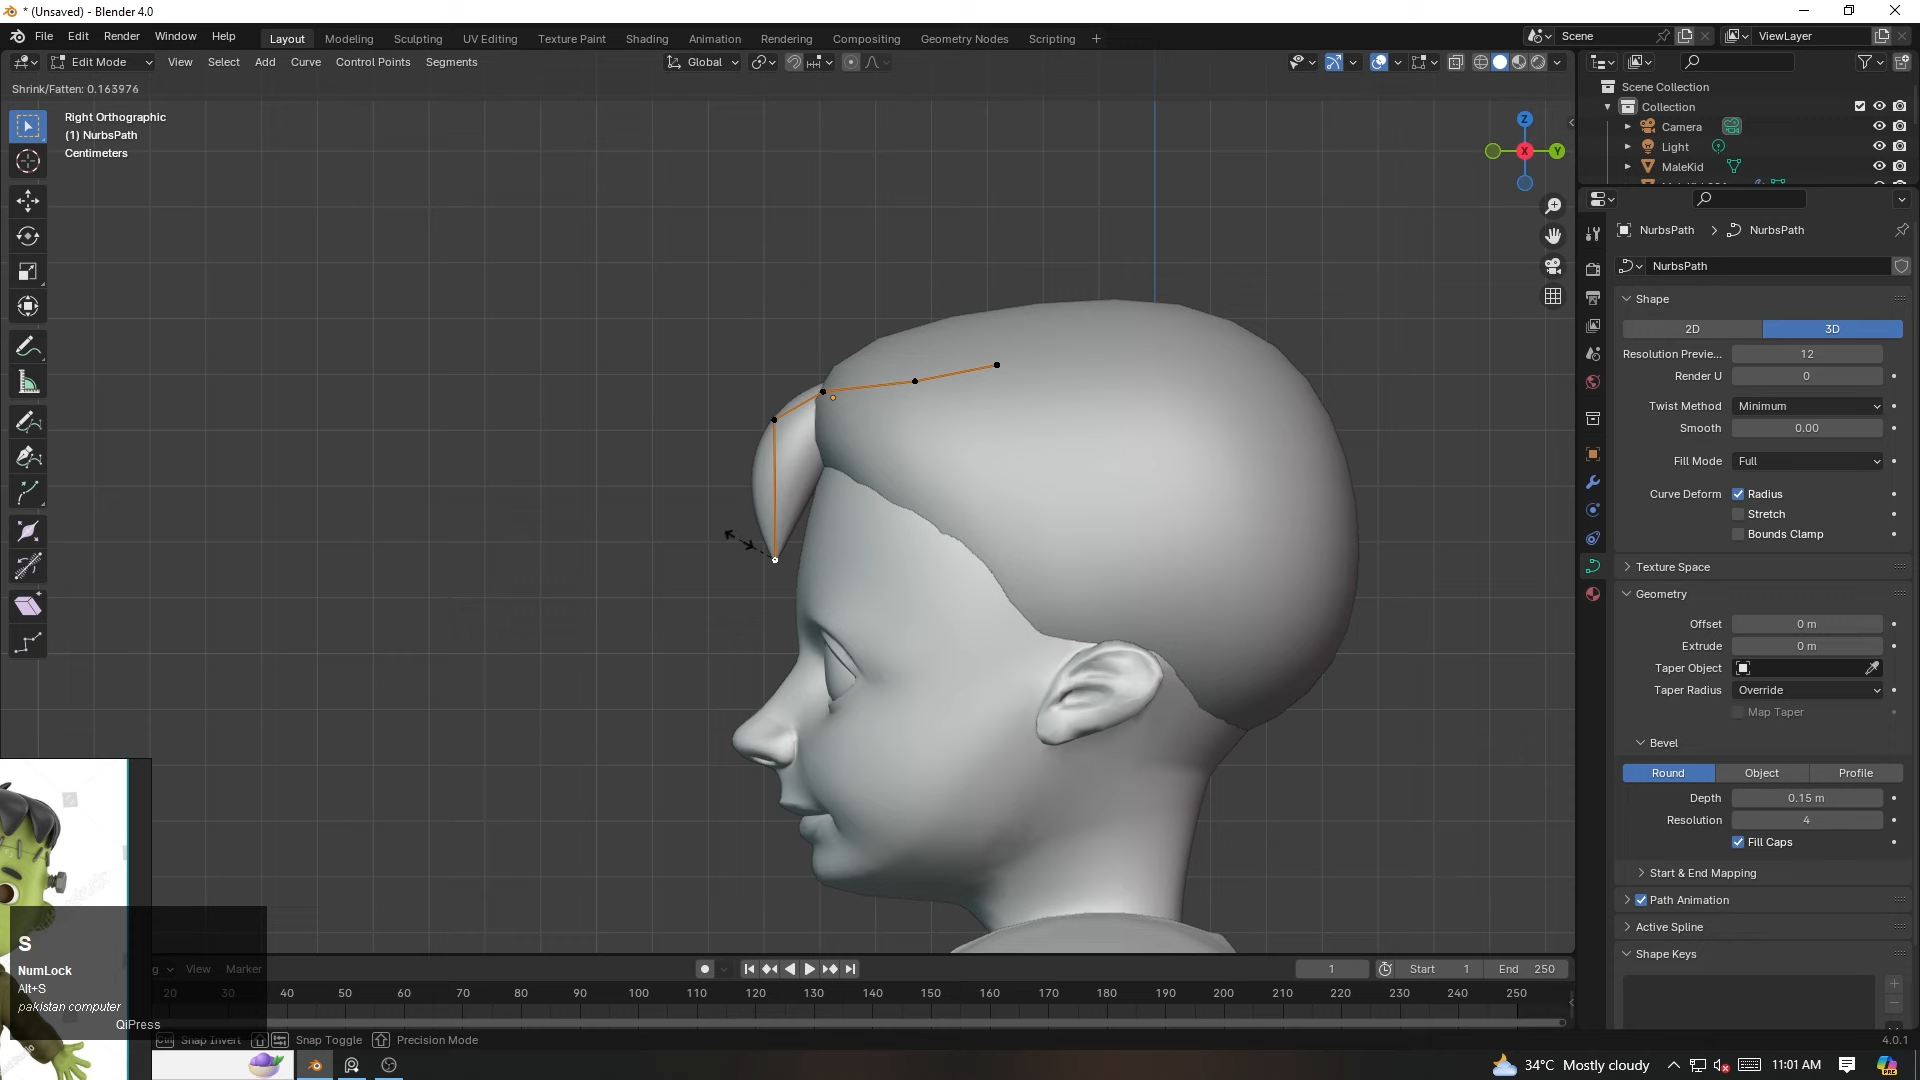 * (Unsaved) - Blender 4.0
File Edit Render Window Help
Layout Modeling Sculpting UV Editing Texture Paint Shading Animation Rendering Compositing Geometry Nodes Scripting +
Scene
ViewLayer
Edit Mode View Select Add Curve Control Points Segments
Global
Shrink/Fatten: 0.163976
Right Orthographic
(1) NurbsPath
Centimeters
Z
X
Y
Scene Collection
Collection
Camera
Light
MaleKid
NurbsPath > NurbsPath
NurbsPath
Shape
2D 3D
Resolution Previe... 12
Render U 0
Twist Method Minimum
Smooth 0.00
Fill Mode Full
Curve Deform Radius
Stretch
Bounds Clamp
Texture Space
Geometry
Offset 0 m
Extrude 0 m
Taper Object
Taper Radius Override
Map Taper
Bevel
Round Object Profile
Depth 0.15 m
Resolution 4
Fill Caps
Start & End Mapping
Path Animation
Active Spline
Shape Keys
S
NumLock
Alt+S
pakistan computer
QiPress
View Marker
1 Start 1 End 250
20 30 40 50 60 70 80 90 100 110 120 130 140 150 160 170 180 190 200 210 220 230 240 250
Ctrl Snap Invert Snap Toggle Precision Mode
4.0.1
34°C Mostly cloudy
11:01 AM